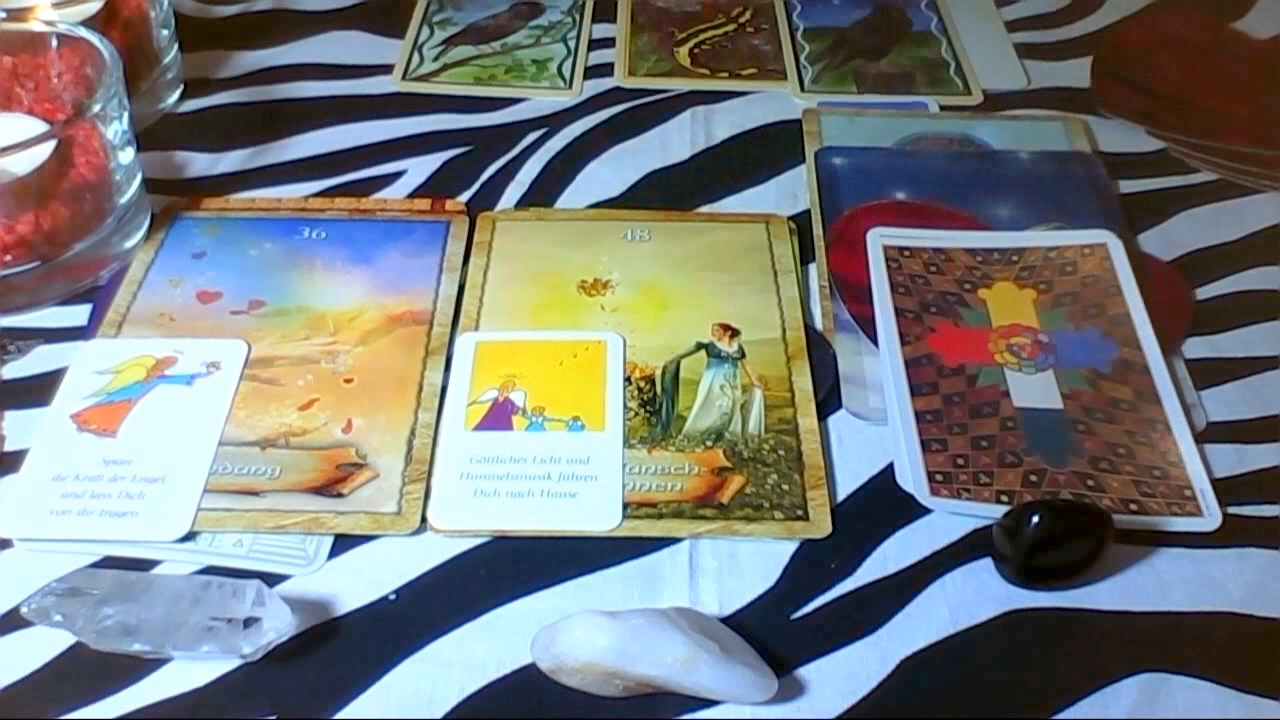 36
48
Spüre
die Kraft der Engel
und lass Dich
von ihr tragen
Göttliches Licht und
Himmelsmusik führen
Dich nach Hause